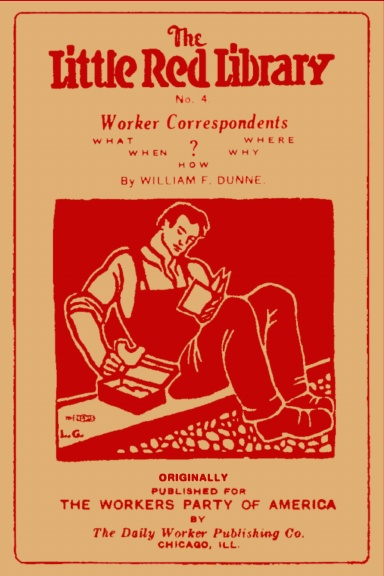 The
Little Red Library
No. 4
Worker Correspondents
WHAT WHERE
WHEN ? WHY
HOW
By WILLIAM F. DUNNE.
L.G.
ORIGINALLY
PUBLISHED FOR
THE WORKERS PARTY OF AMERICA
BY
The Daily Worker Publishing Co.
CHICAGO, ILL.